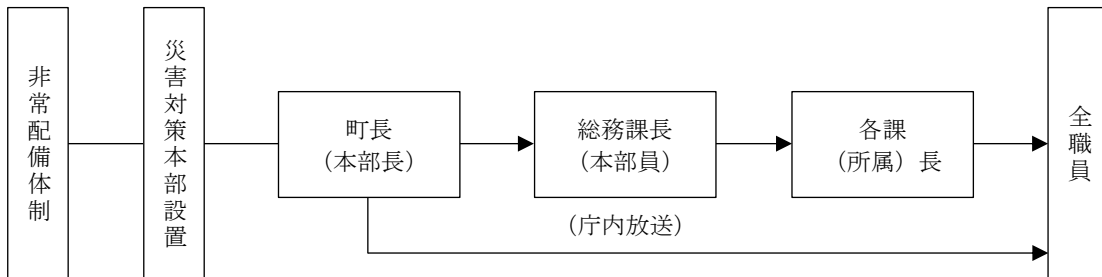 非常配備体制
災害対策本部設置
町長
（本部長）
総務課長
（本部員）
各課
（所属）長
全職員
（庁内放送）